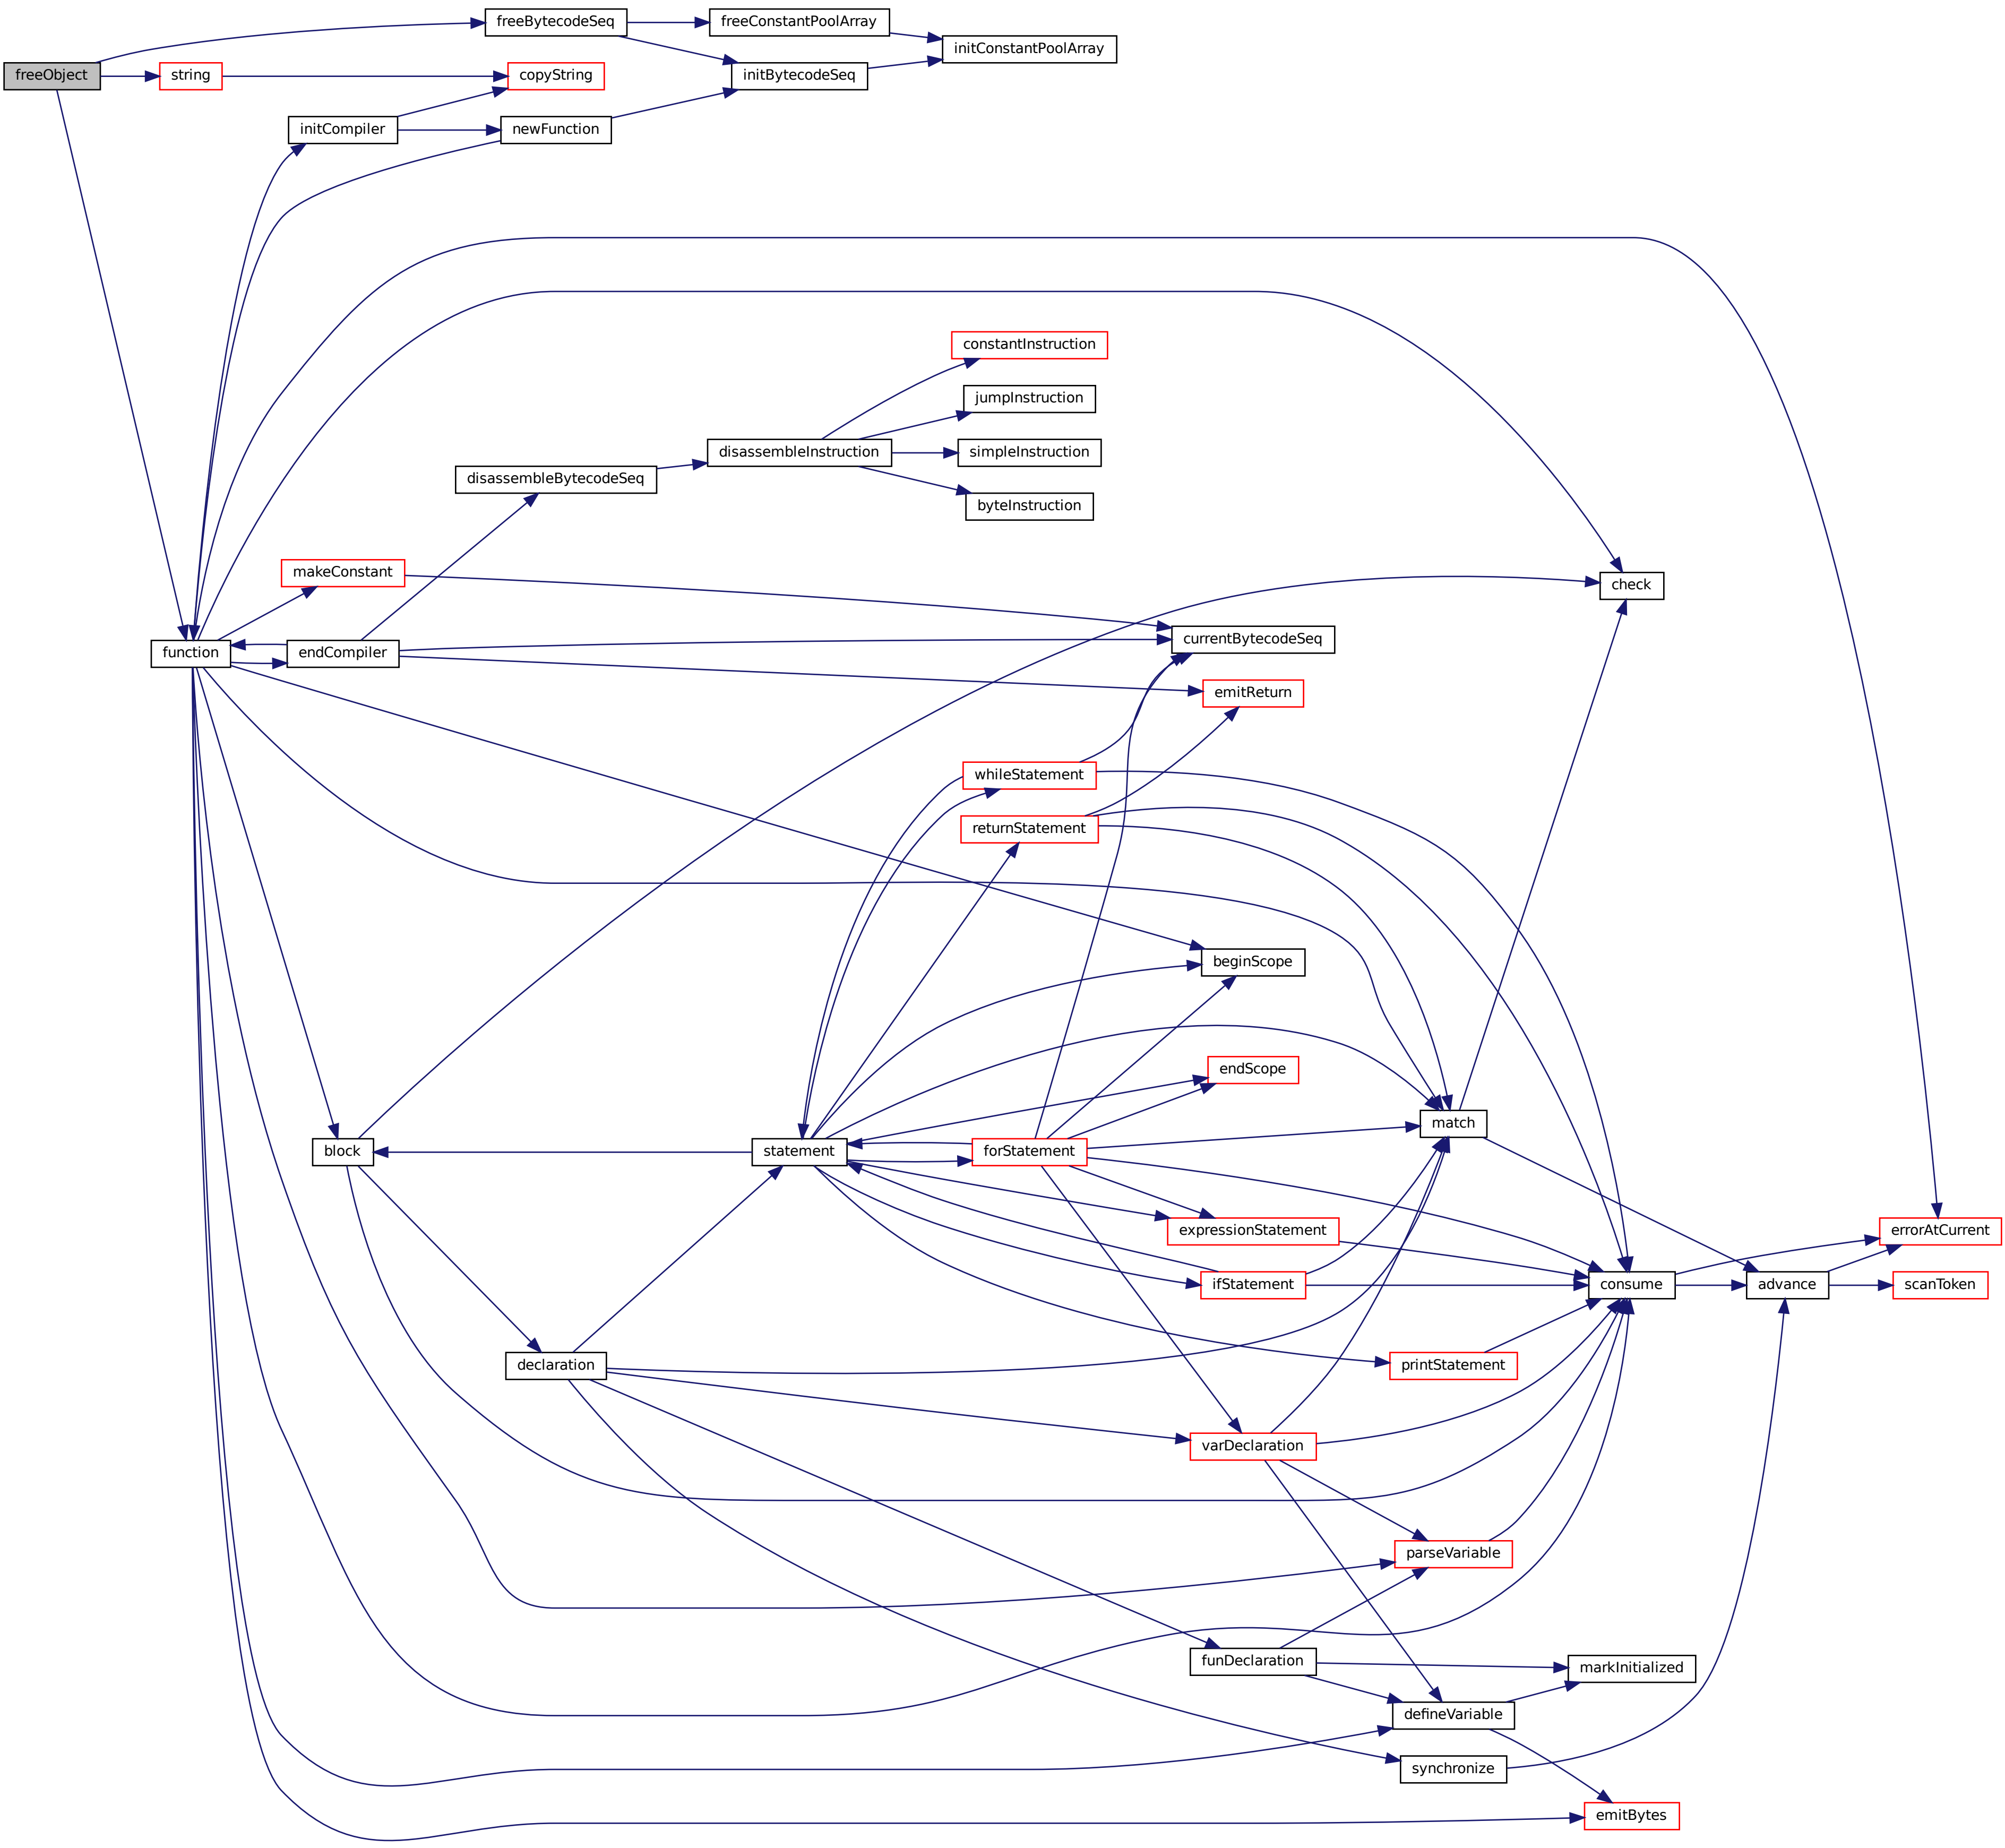 freeObject
freeBytecodeSeq
freeConstantPoolArray
initConstantPoolArray
string
copyString
initBytecodeSeq
initCompiler
newFunction
constantInstruction
jumpInstruction
disassembleInstruction
simpleInstruction
disassembleBytecodeSeq
byteInstruction
makeConstant
check
function
endCompiler
currentBytecodeSeq
emitReturn
whileStatement
returnStatement
beginScope
endScope
match
block
statement
forStatement
expressionStatement
errorAtCurrent
ifStatement
consume
advance
scanToken
declaration
printStatement
varDeclaration
parseVariable
funDeclaration
markInitialized
defineVariable
synchronize
emitBytes